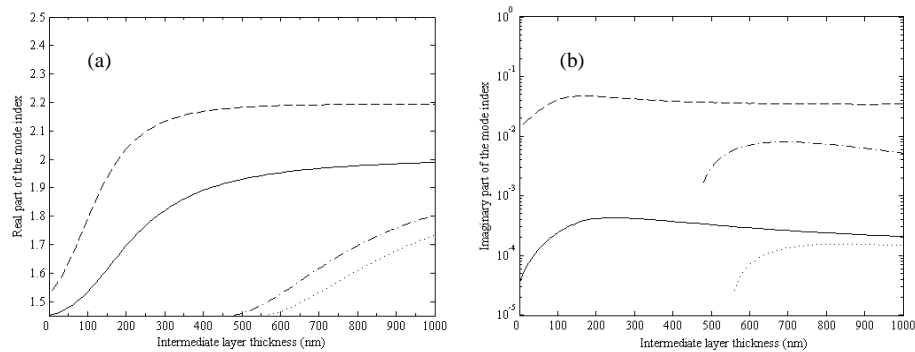 (a)
Real part of the mode index
2.5
2.4
2.3
2.2
2.1
2
1.9
1.8
1.7
1.6
1.5
0 100 200 300 400 500 600 700 800 900 1000
Intermediate layer thickness (nm)
(b)
Imaginary part of the mode index
10^0
10^-1
10^-2
10^-3
10^-4
10^-5
0 100 200 300 400 500 600 700 800 900 1000
Intermediate layer thickness (nm)